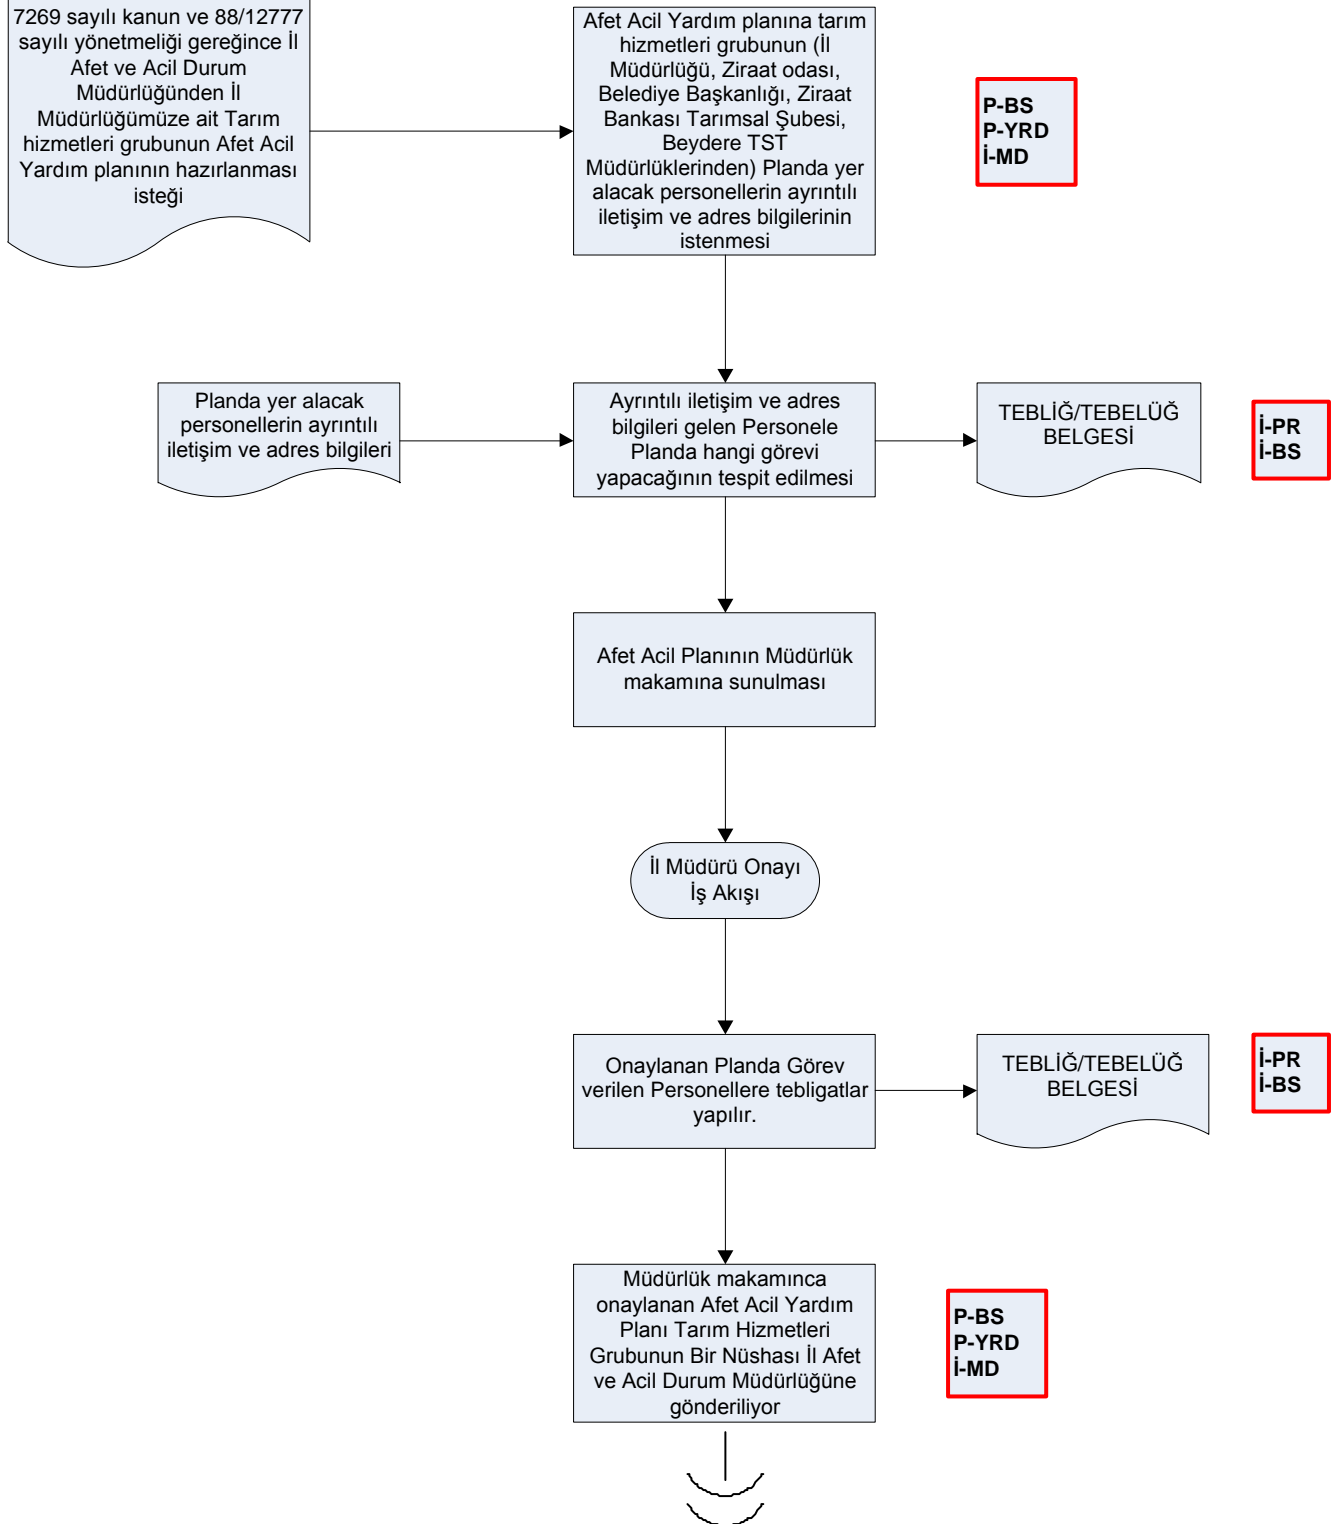 7269 sayılı kanun ve 88/12777
sayılı yönetmeliği gereğince İl
Afet ve Acil Durum
Müdürlüğünden İl
Müdürlüğümüze ait Tarım
hizmetleri grubunun Afet Acil
Yardım planının hazırlanması
isteği
Afet Acil Yardım planına tarım
hizmetleri grubunun (İl
Müdürlüğü, Ziraat odası,
Belediye Başkanlığı, Ziraat
Bankası Tarımsal Şubesi,
Beydere TST
Müdürlüklerinden) Planda yer
alacak personellerin ayrıntılı
iletişim ve adres bilgilerinin
istenmesi
P-BS
P-YRD
İ-MD
Planda yer alacak
personellerin ayrıntılı
iletişim ve adres bilgileri
Ayrıntılı iletişim ve adres
bilgileri gelen Personele
Planda hangi görevi
yapacağının tespit edilmesi
TEBLİĞ/TEBELÜĞ
BELGESİ
İ-PR
İ-BS
Afet Acil Planının Müdürlük
makamına sunulması
İl Müdürü Onayı
İş Akışı
Onaylanan Planda Görev
verilen Personellere tebligatlar
yapılır.
TEBLİĞ/TEBELÜĞ
BELGESİ
İ-PR
İ-BS
Müdürlük makamınca
onaylanan Afet Acil Yardım
Planı Tarım Hizmetleri
Grubunun Bir Nüshası İl Afet
ve Acil Durum Müdürlüğüne
gönderiliyor
P-BS
P-YRD
İ-MD